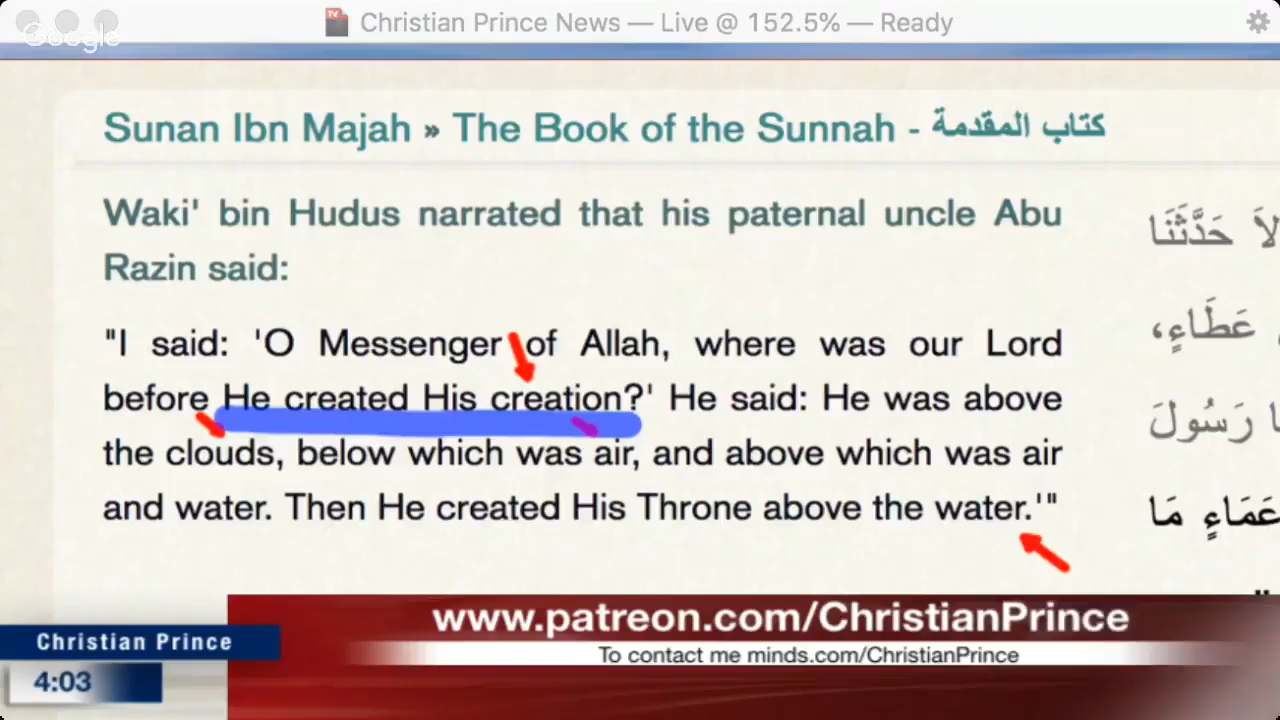 Christian Prince News — Live @ 152.5% — Ready
Google
Sunan Ibn Majah » The Book of the Sunnah - كتاب المقدمة
Waki' bin Hudus narrated that his paternal uncle Abu
Razin said:
"I said: 'O Messenger of Allah, where was our Lord
before He created His creation?' He said: He was above
the clouds, below which was air, and above which was air
and water. Then He created His Throne above the water.'"
حَدَّثَنَا
عَطَاءٍ،
رَسُولَ
عَمَاءٍ مَا
www.patreon.com/ChristianPrince
To contact me minds.com/ChristianPrince
Christian Prince
4:03